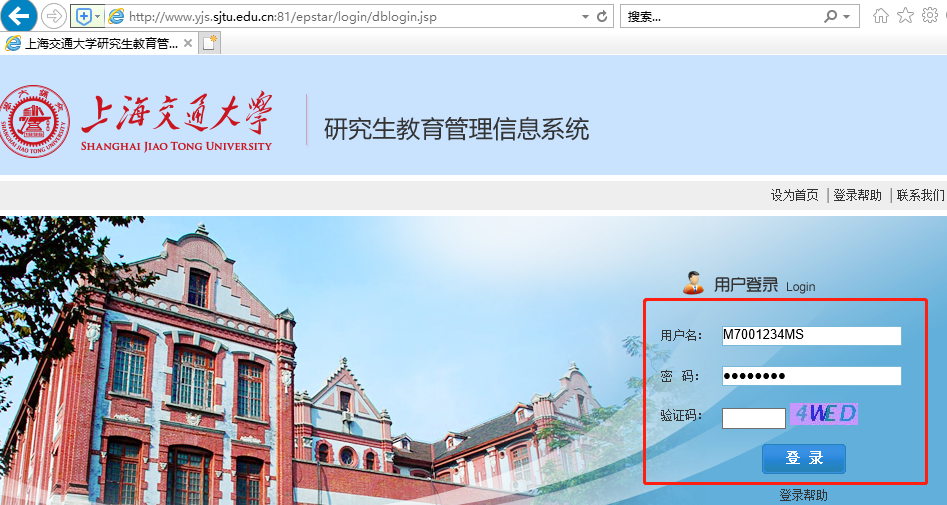 http://www.yjs.sjtu.edu.cn:81/epstar/login/dblogin.jsp
搜索...
上海交通大学研究生教育管...
上海交通大学
SHANGHAI JIAO TONG UNIVERSITY
研究生教育管理信息系统
设为首页 | 登录帮助 | 联系我们
用户登录 Login
用户名: M7001234MS
密 码: ●●●●●●●●
验证码: 4WED
登 录
登录帮助